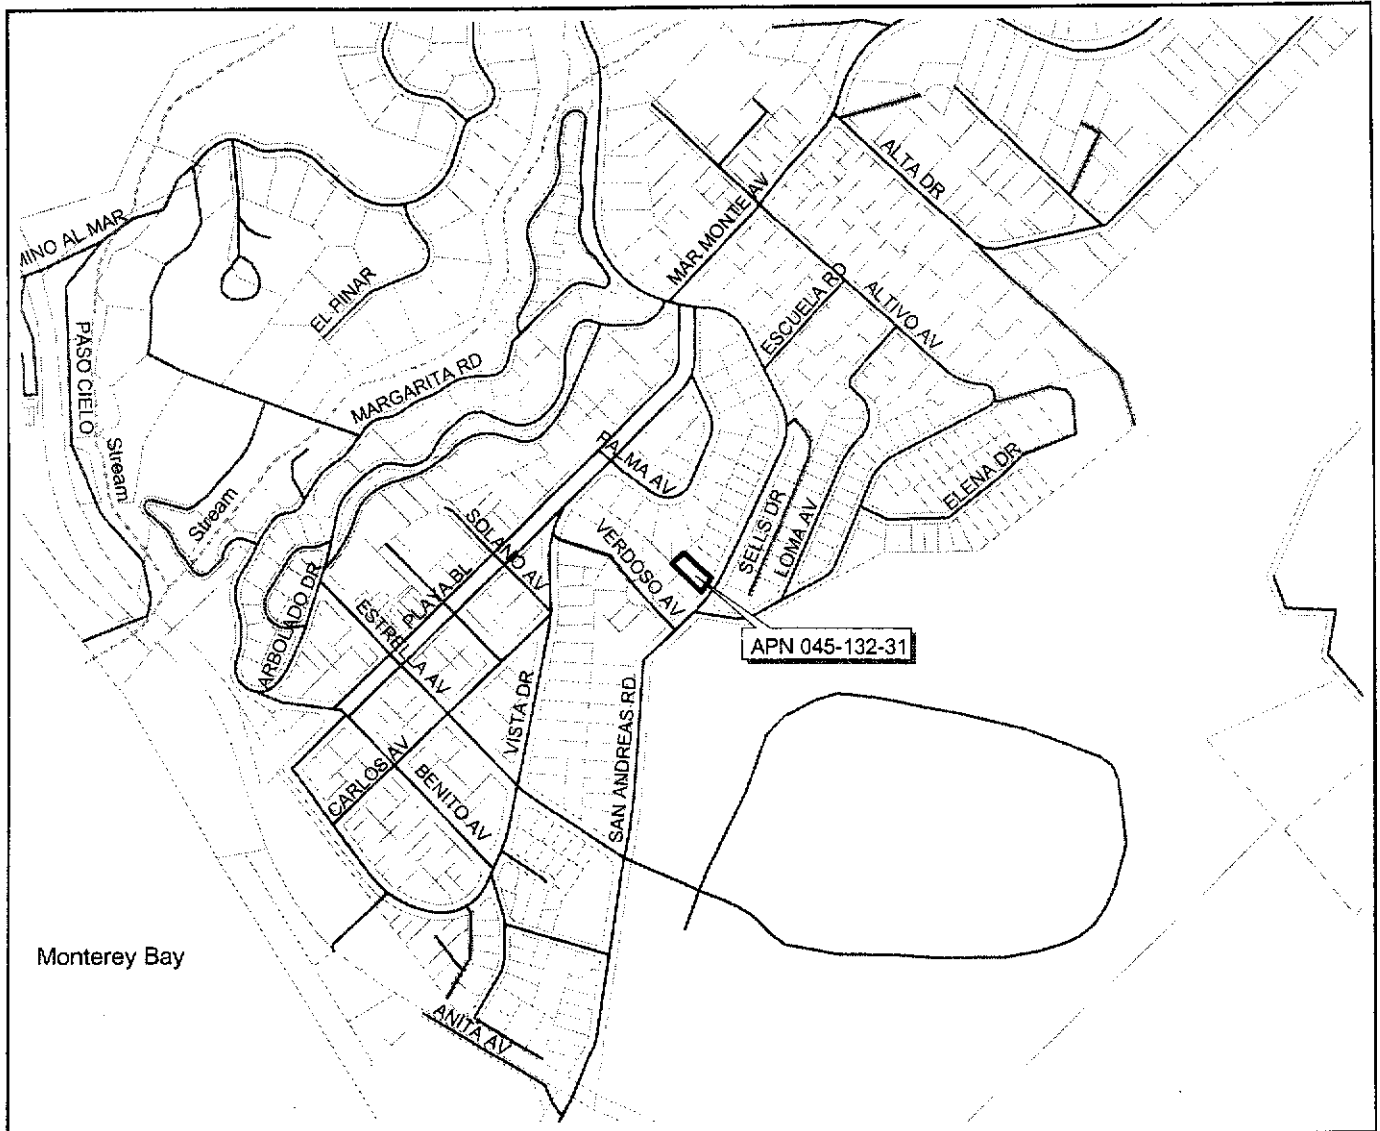 ALTA DR
MINO AL MAR
MAR MONTE AV
EL PINAR
ESCUELA RD
ALTIVO AV
PASO CIELO
MARGARITA RD
PALMA AV
ELENA DR
Stream
Stream
SOLANO AV
VERDOSO AV
SELLS DR
LOMA AV
PLAYA BL
ARBOLADO DR
ESTRELLA AV
APN 045-132-31
VISTA DR
SAN ANDREAS RD
CARLOS AV
BENITO AV
Monterey Bay
ANITA AV